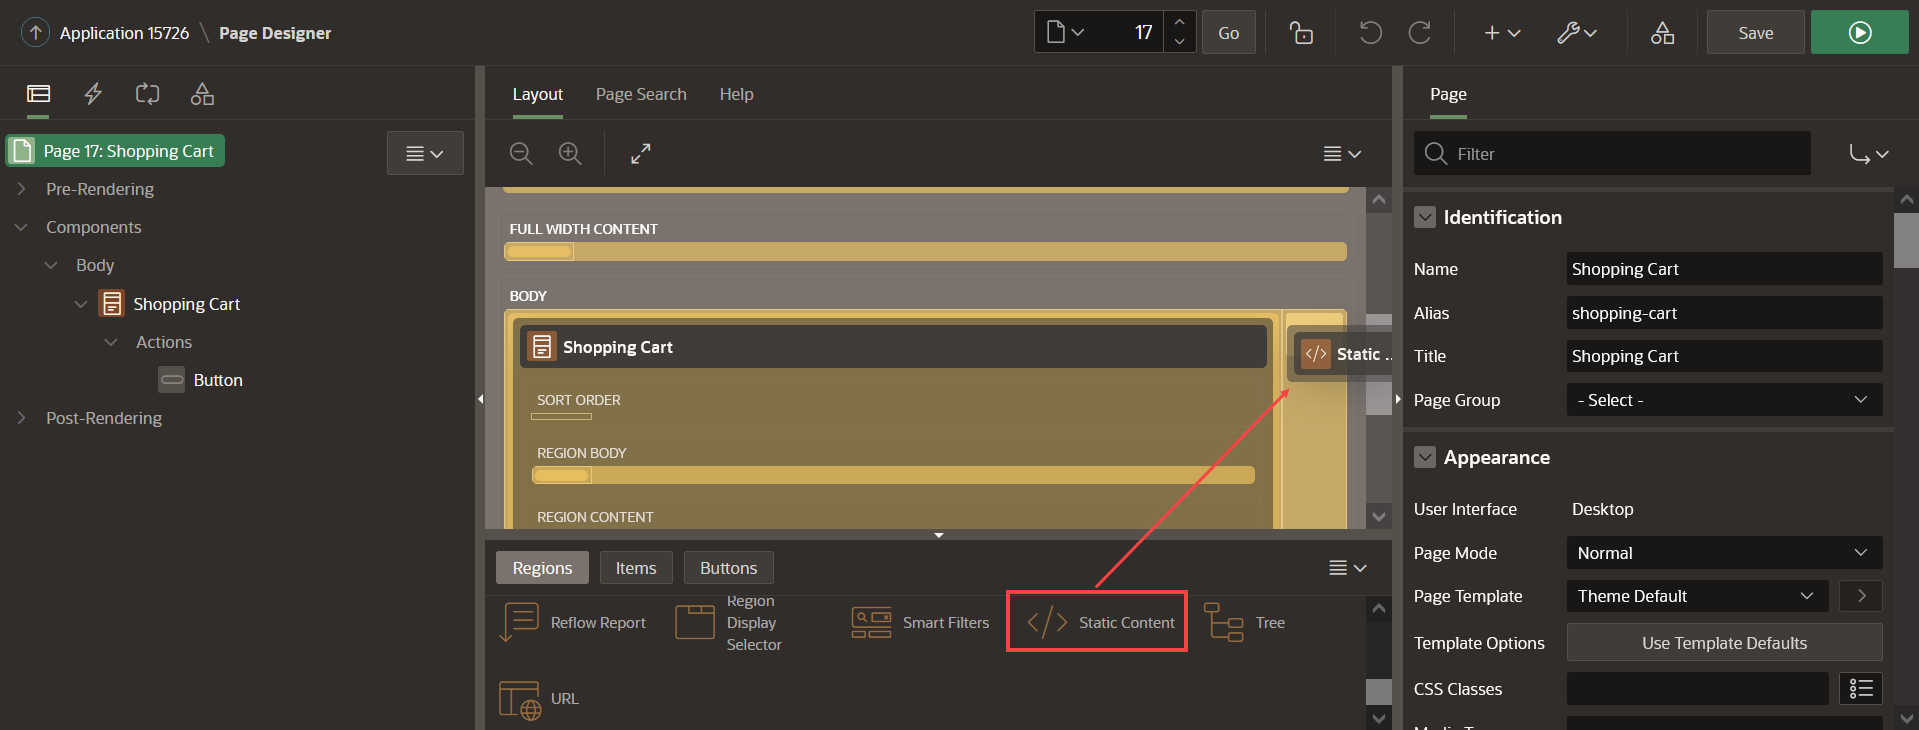 Application 15726 \ Page Designer
17
Go
Save
Layout
Page Search
Help
Page
Page 17: Shopping Cart
Pre-Rendering
Components
Body
Shopping Cart
Actions
Button
Post-Rendering
FULL WIDTH CONTENT
BODY
Shopping Cart
</> Static ...
SORT ORDER
REGION BODY
REGION CONTENT
Regions
Items
Buttons
Reflow Report
Region
Display
Selector
Smart Filters
</> Static Content
Tree
URL
Filter
Identification
Name
Shopping Cart
Alias
shopping-cart
Title
Shopping Cart
Page Group
- Select -
Appearance
User Interface
Desktop
Page Mode
Normal
Page Template
Theme Default
Template Options
Use Template Defaults
CSS Classes